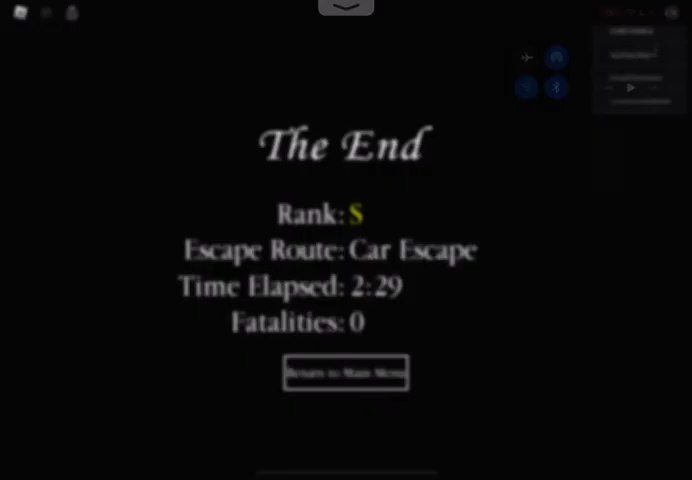 The End
Rank: S
Escape Route: Car Escape
Time Elapsed: 2:29
Fatalities: 0
Return to Main Menu